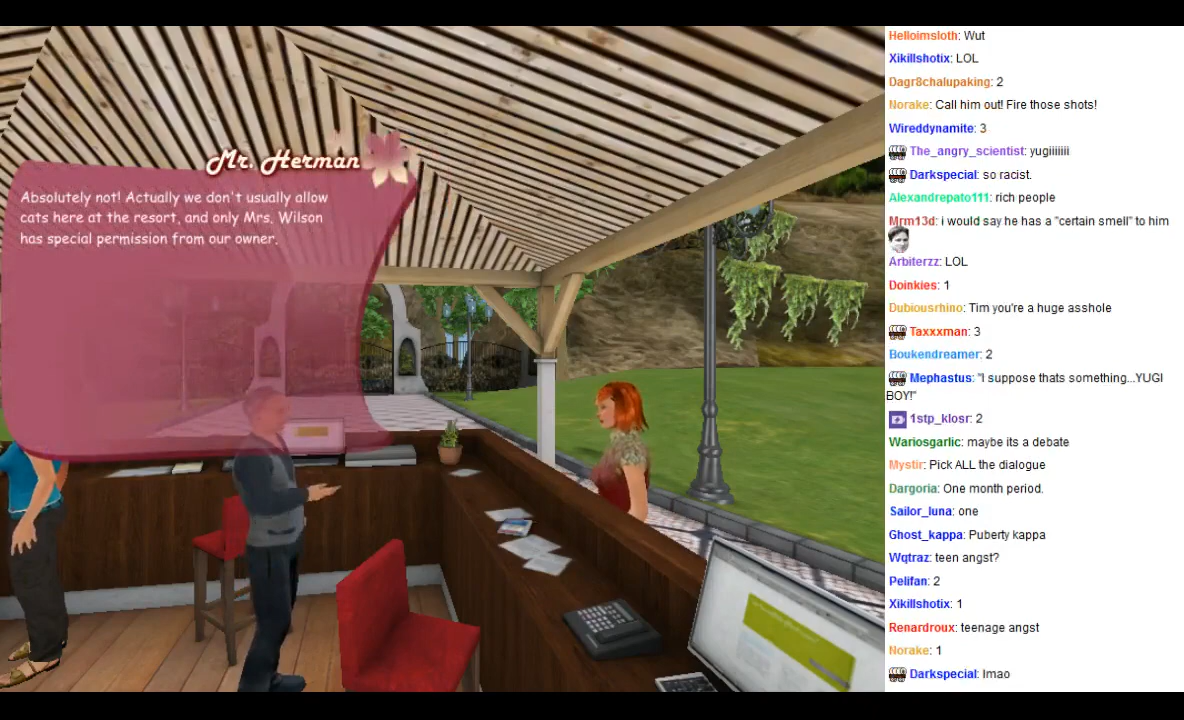 Mr. Herman
Absolutely not! Actually we don't usually allow
cats here at the resort, and only Mrs. Wilson
has special permission from our owner.
Helloimsloth: Wut
Xikillshotix: LOL
Dagr8chalupaking: 2
Norake: Call him out! Fire those shots!
Wireddynamite: 3
The_angry_scientist: yugiiiiiii
Darkspecial: so racist.
Alexandrepato111: rich people
Mrm13d: i would say he has a "certain smell" to him
Arbiterzz: LOL
Doinkies: 1
Dubiousrhino: Tim you're a huge asshole
Taxxxman: 3
Boukendreamer: 2
Mephastus: "I suppose thats something...YUGI
BOY!"
1stp_klosr: 2
Wariosgarlic: maybe its a debate
Mystir: Pick ALL the dialogue
Dargoria: One month period.
Sailor_luna: one
Ghost_kappa: Puberty kappa
Wqtraz: teen angst?
Pelifan: 2
Xikillshotix: 1
Renardroux: teenage angst
Norake: 1
Darkspecial: lmao